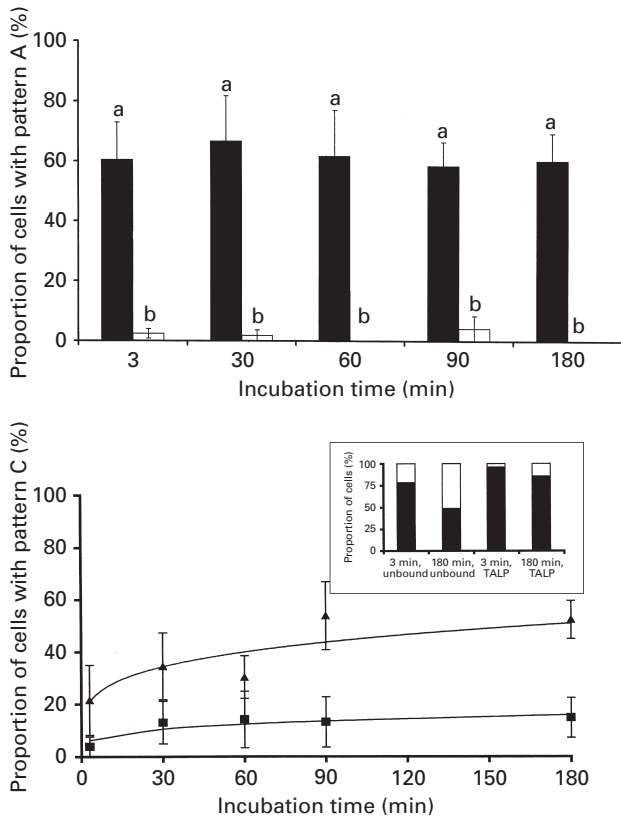 Proportion of cells with pattern A (%)
100
80
60
40
20
0
a
a
a
a
a
b
b
b
b
b
3
30
60
90
180
Incubation time (min)
Proportion of cells with pattern C (%)
100
80
60
40
20
0
Proportion of cells (%)
100
75
50
25
0
3 min, 180 min, 3 min, 180 min,
unbound unbound TALP TALP
0
30
60
90
120
150
180
Incubation time (min)